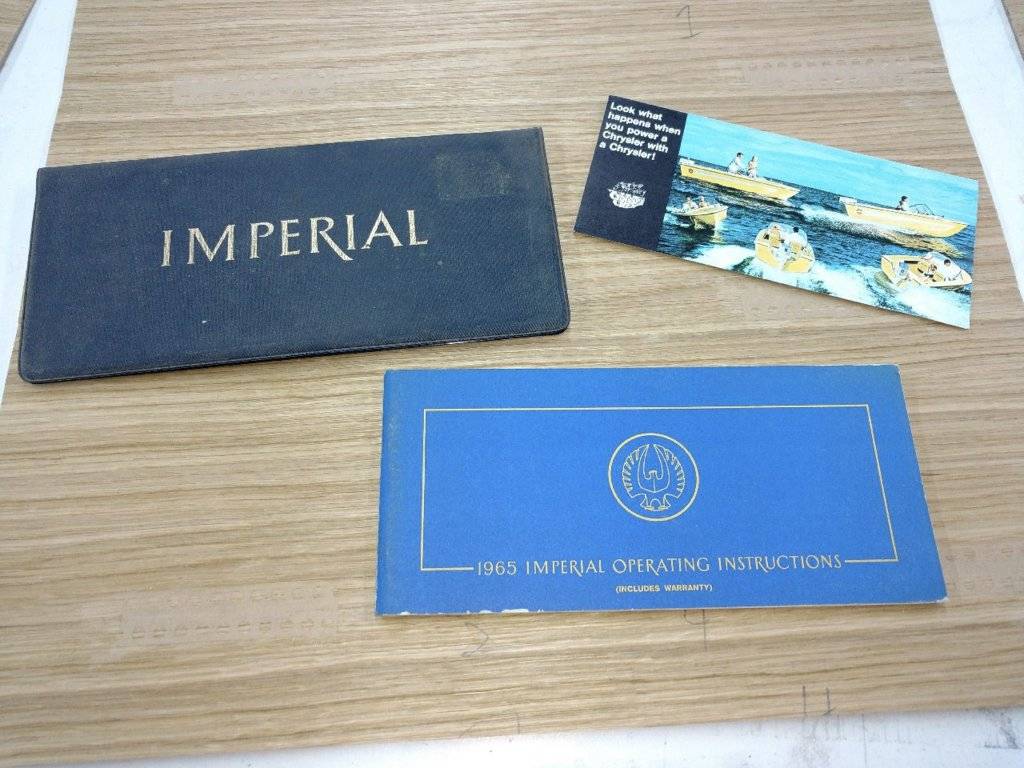 IMPERIAL
Look what
happens when
you power a
Chrysler with
a Chrysler!
1965 IMPERIAL OPERATING INSTRUCTIONS
(INCLUDES WARRANTY)